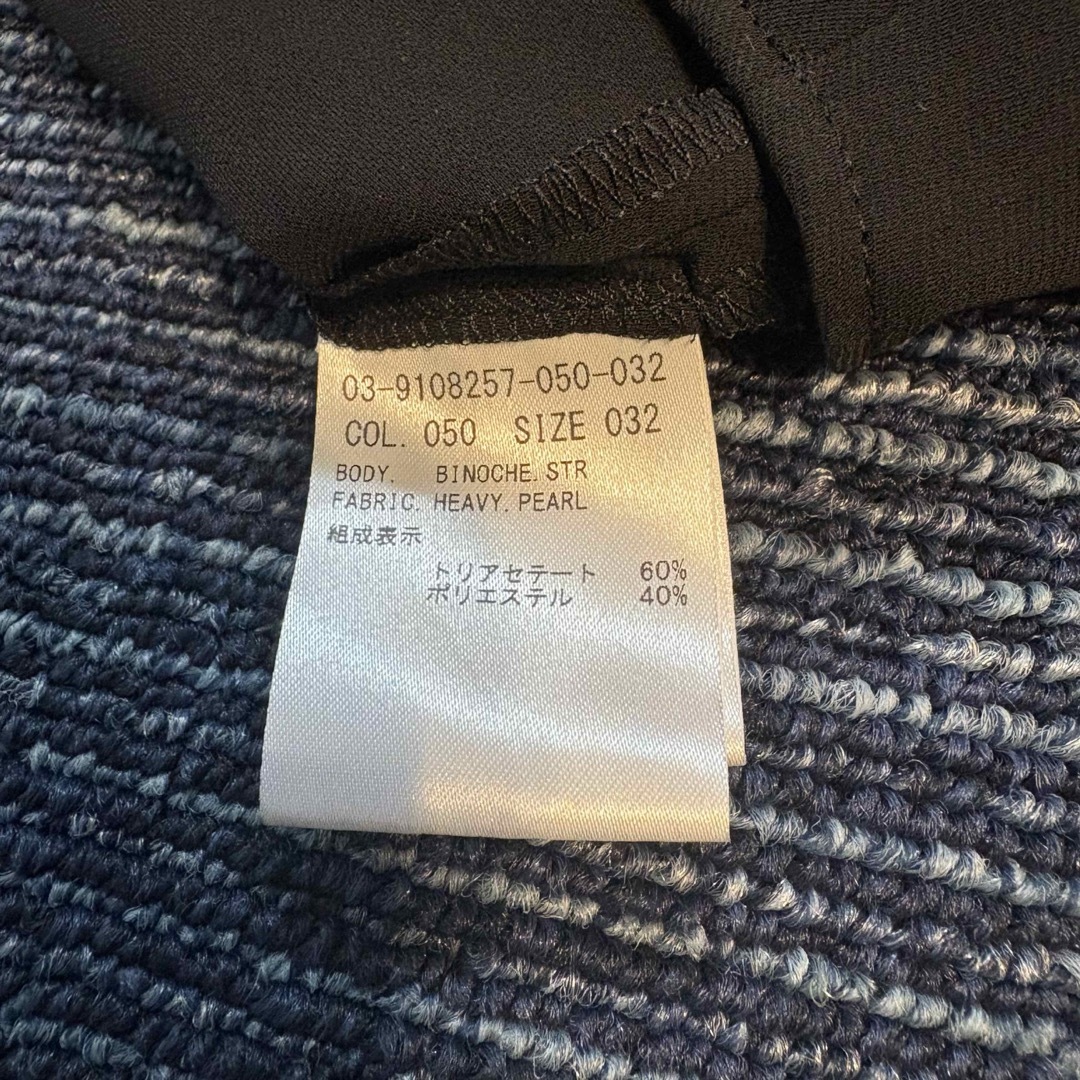 03-9108257-050-032
COL. 050 SIZE 032
BODY. BINOCHE.STR
FABRIC.HEAVY.PEARL
組成表示
トリアセテート 60%
ポリエステル 40%